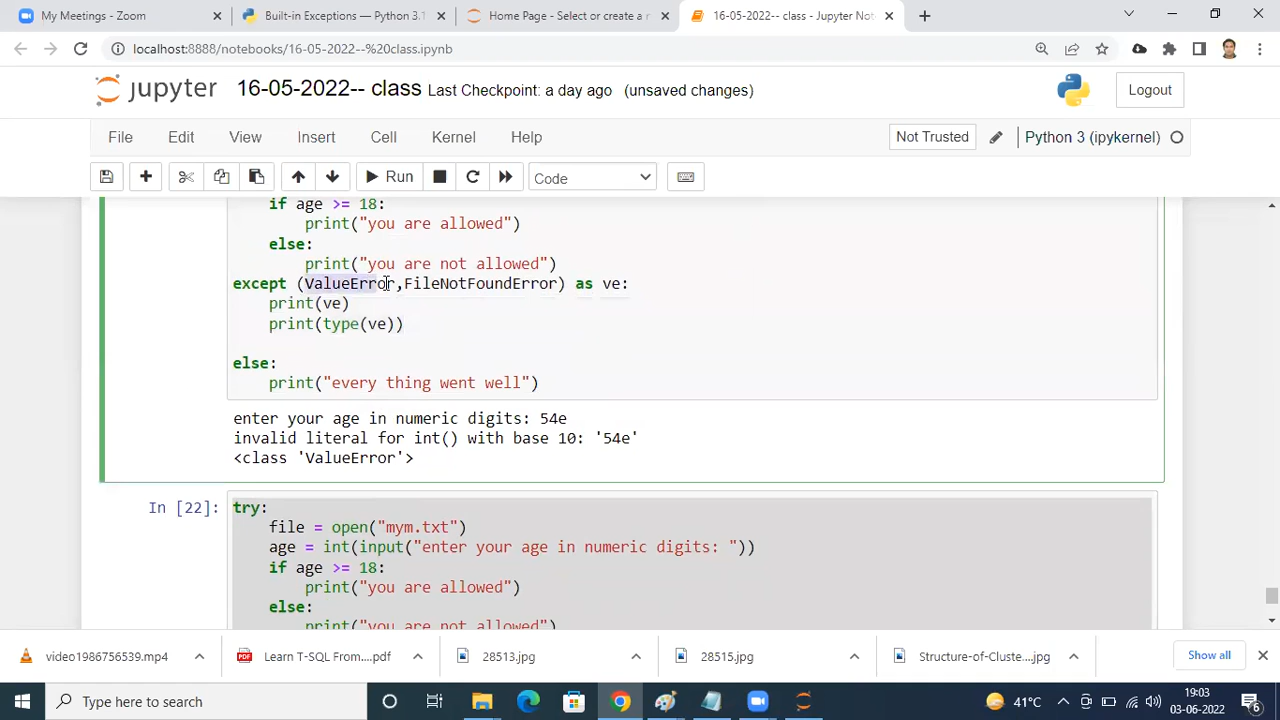 My Meetings - Zoom
Built-in Exceptions — Python 3.1
Home Page - Select or create a n
16-05-2022-- class - Jupyter Not
localhost:8888/notebooks/16-05-2022--%20class.ipynb
jupyter 16-05-2022-- class Last Checkpoint: a day ago (unsaved changes)
Logout
File Edit View Insert Cell Kernel Help
Not Trusted
Python 3 (ipykernel)
Run
Code
if age >= 18:
print("you are allowed")
else:
print("you are not allowed")
except (ValueError,FileNotFoundError) as ve:
print(ve)
print(type(ve))
else:
print("every thing went well")
enter your age in numeric digits: 54e
invalid literal for int() with base 10: '54e'
<class 'ValueError'>
In [22]:
try:
file = open("mym.txt")
age = int(input("enter your age in numeric digits: "))
if age >= 18:
print("you are allowed")
else:
print("you are not allowed")
video1986756539.mp4
Learn T-SQL From....pdf
28513.jpg
28515.jpg
Structure-of-Cluste....jpg
Show all
Type here to search
41°C
19:03
03-06-2022
6